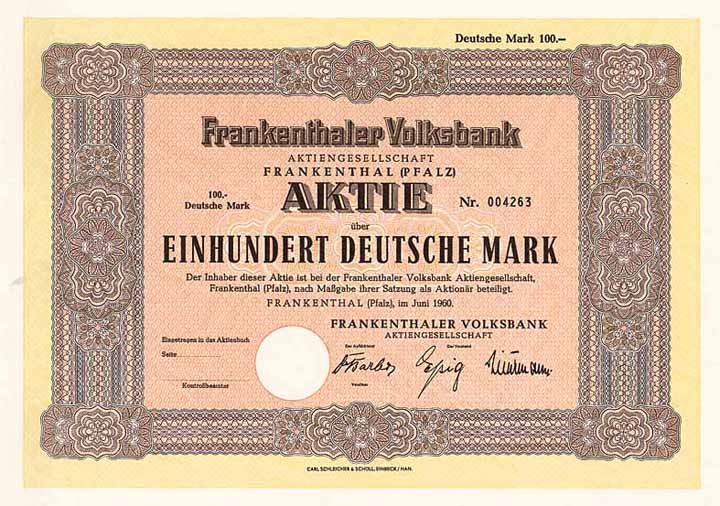 Deutsche Mark 100.—
Frankenthaler Volksbank
AKTIENGESELLSCHAFT
FRANKENTHAL (PFALZ)
100.-
Deutsche Mark
AKTIE
Nr. 004263
über
EINHUNDERT DEUTSCHE MARK
Der Inhaber dieser Aktie ist bei der Frankenthaler Volksbank Aktiengesellschaft,
Frankenthal (Pfalz), nach Maßgabe ihrer Satzung als Aktionär beteiligt.
FRANKENTHAL (Pfalz), im Juni 1960.
FRANKENTHALER VOLKSBANK
AKTIENGESELLSCHAFT
Eingetragen in das Aktienbuch
Seite
Kontrollbeamter
Der Aufsichtsrat
Der Vorstand
Vorsitzer
CARL SCHLEICHER & SCHÜLL, EINBECK / HAN.